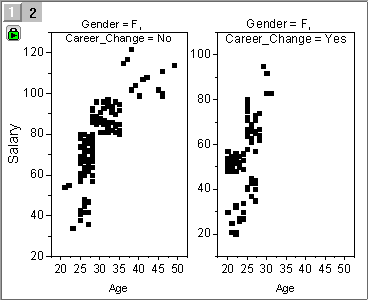 1 2
Gender = F,
Career_Change = No
Gender = F,
Career_Change = Yes
Salary
120
100
80
60
40
20
100
80
60
40
20
20 25 30 35 40 45 50
20 25 30 35 40 45 50
Age
Age